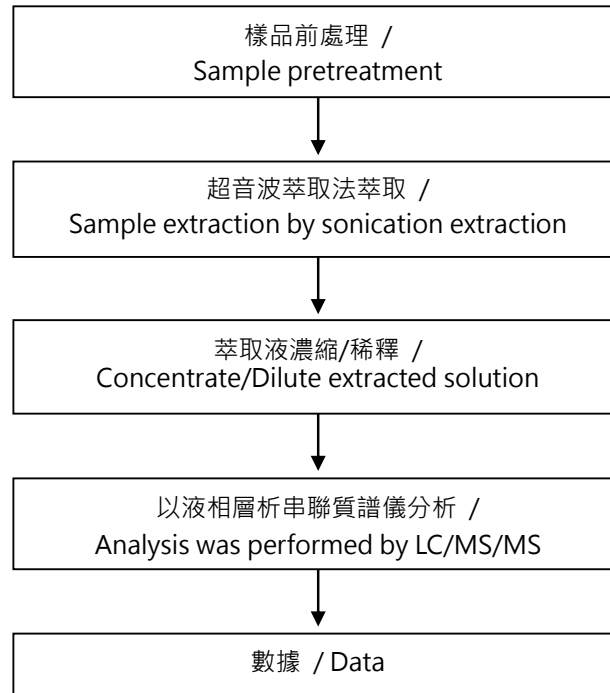 樣品前處理 /
Sample pretreatment
超音波萃取法萃取 /
Sample extraction by sonication extraction
萃取液濃縮/稀釋 /
Concentrate/Dilute extracted solution
以液相層析串聯質譜儀分析 /
Analysis was performed by LC/MS/MS
數據 / Data